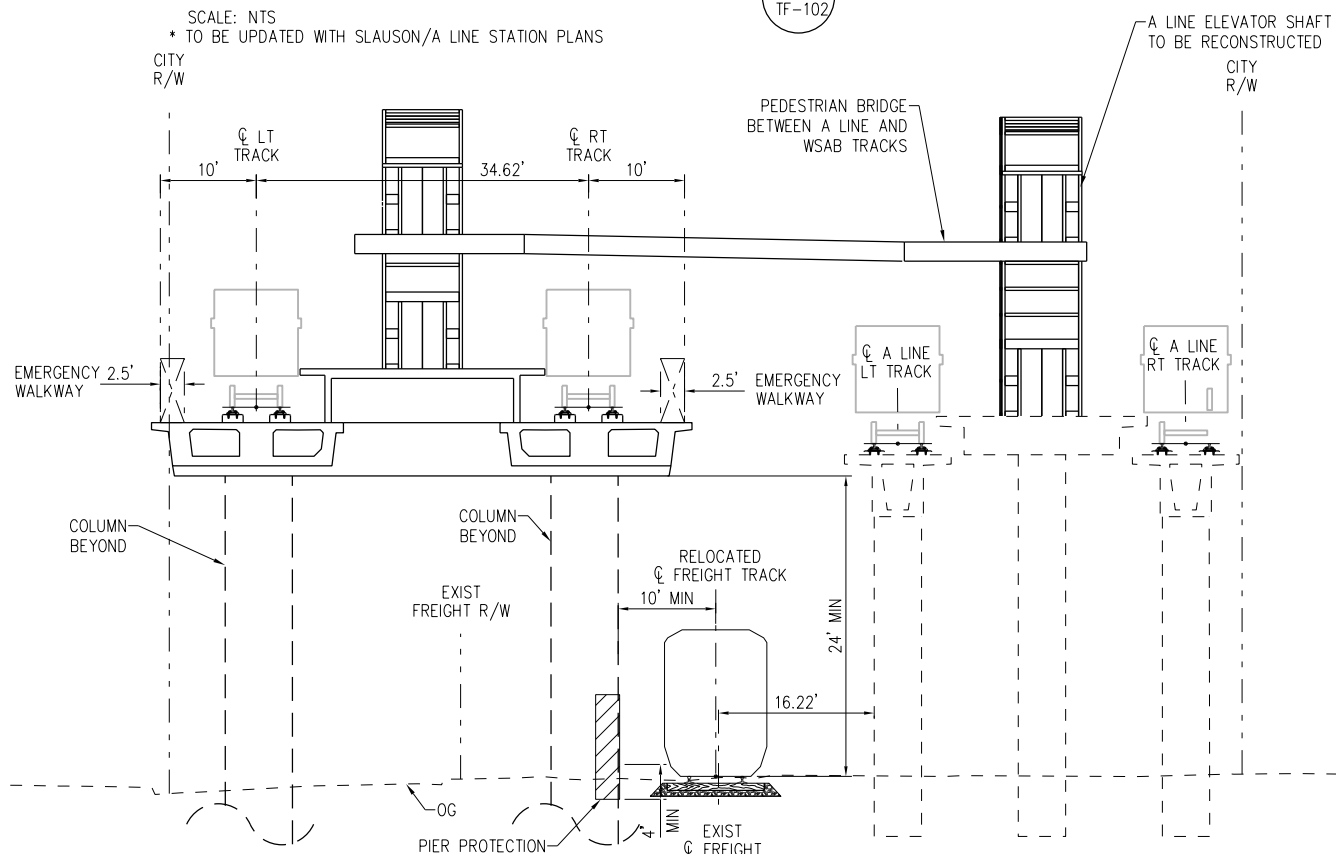 TF-102
SCALE: NTS
* TO BE UPDATED WITH SLAUSON/A LINE STATION PLANS
CITY
R/W
A LINE ELEVATOR SHAFT
TO BE RECONSTRUCTED
CITY
R/W
PEDESTRIAN BRIDGE
BETWEEN A LINE AND
WSAB TRACKS
℄ LT
TRACK
℄ RT
TRACK
10'
34.62'
10'
EMERGENCY
WALKWAY
2.5'
2.5'
EMERGENCY
WALKWAY
℄ A LINE
LT TRACK
℄ A LINE
RT TRACK
COLUMN
BEYOND
COLUMN
BEYOND
EXIST
FREIGHT R/W
RELOCATED
℄ FREIGHT TRACK
10' MIN
24' MIN
16.22'
OG
PIER PROTECTION
4'
MIN
EXIST
℄ FREIGHT